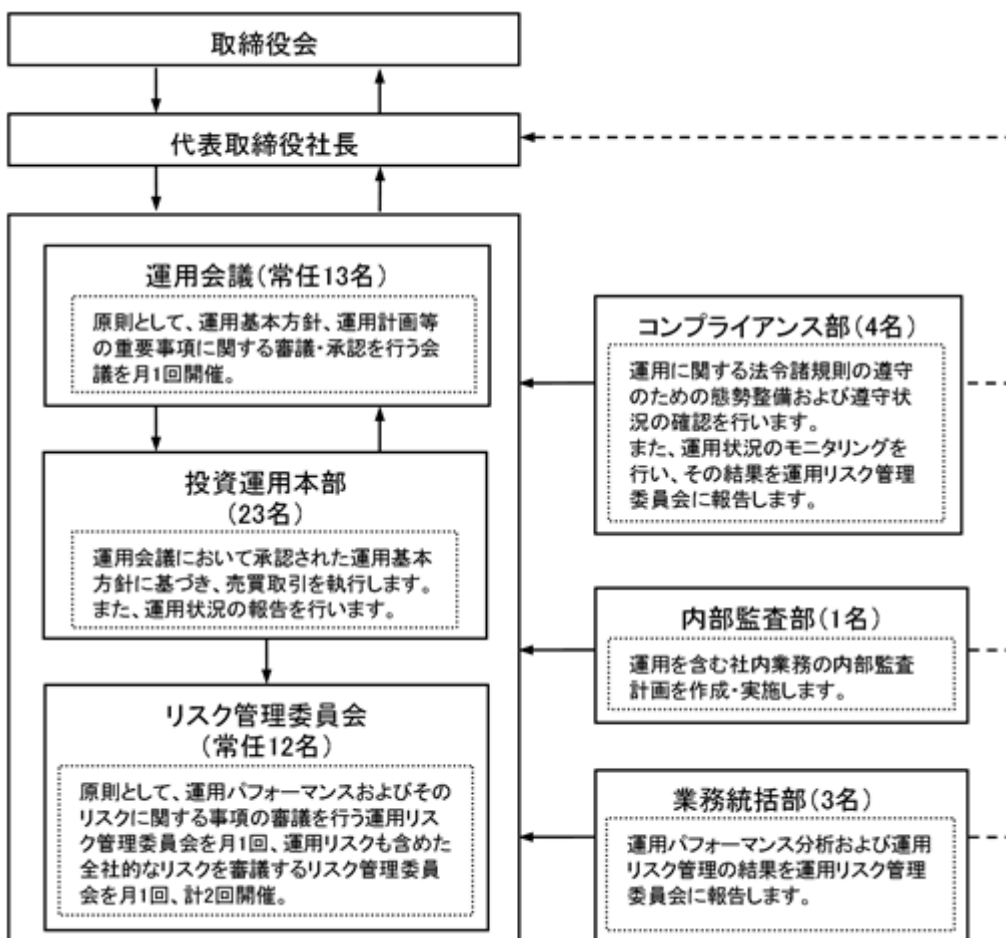 取締役会
代表取締役社長
運用会議(常任13名)
原則として、運用基本方針、運用計画等
の重要事項に関する審議・承認を行う会
議を月1回開催。
投資運用本部
(23名)
運用会議において承認された運用基本
方針に基づき、売買取引を執行します。
また、運用状況の報告を行います。
リスク管理委員会
(常任12名)
原則として、運用パフォーマンスおよびその
リスクに関する事項の審議を行う運用リス
ク管理委員会を月1回、運用リスクも含めた
全社的なリスクを審議するリスク管理委員
会を月1回、計2回開催。
コンプライアンス部(4名)
運用に関する法令諸規則の遵守
のための態勢整備および遵守状
況の確認を行います。
また、運用状況のモニタリングを
行い、その結果を運用リスク管理
委員会に報告します。
内部監査部(1名)
運用を含む社内業務の内部監査
計画を作成・実施します。
業務統括部(3名)
運用パフォーマンス分析および運用
リスク管理の結果を運用リスク管理
委員会に報告します。